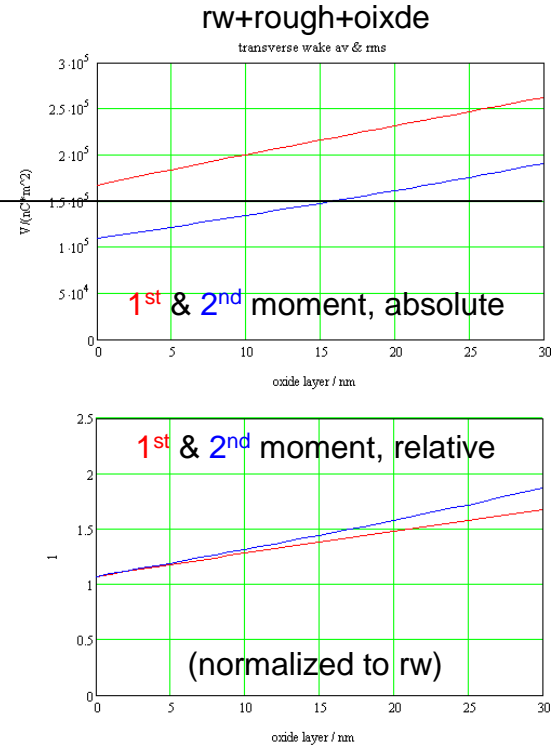 rw+rough+oixde
transverse wake av & rms
3·10^5
2.5·10^5
2·10^5
1.5·10^5
1·10^5
5·10^4
0
V/(nC*m^2)
1st & 2nd moment, absolute
0 5 10 15 20 25 30
oxide layer / nm
2.5
2
1.5
1
0.5
0
1
1st & 2nd moment, relative
(normalized to rw)
0 5 10 15 20 25 30
oxide layer / nm